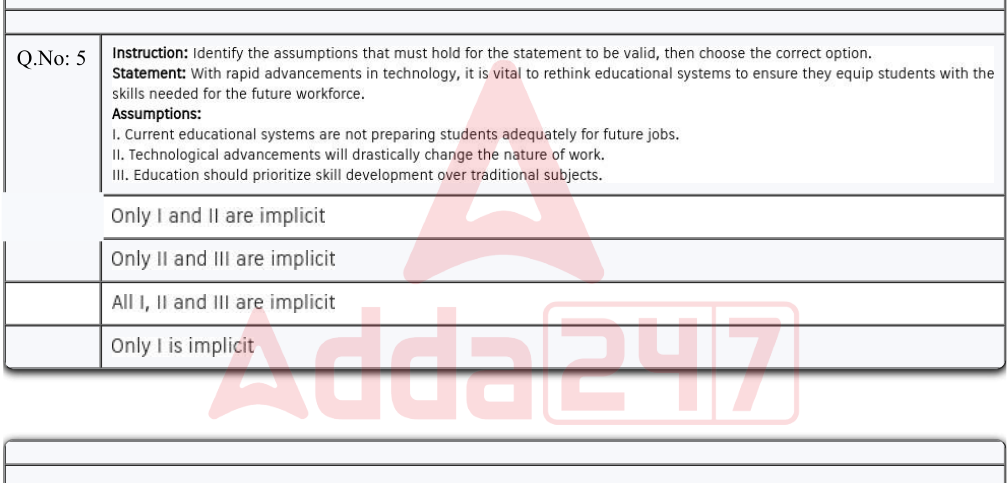 Q.No: 5
Instruction: Identify the assumptions that must hold for the statement to be valid, then choose the correct option.
Statement: With rapid advancements in technology, it is vital to rethink educational systems to ensure they equip students with the
skills needed for the future workforce.
Assumptions:
I. Current educational systems are not preparing students adequately for future jobs.
II. Technological advancements will drastically change the nature of work.
III. Education should prioritize skill development over traditional subjects.
Only I and II are implicit
Only II and III are implicit
All I, II and III are implicit
Only I is implicit
Adda247